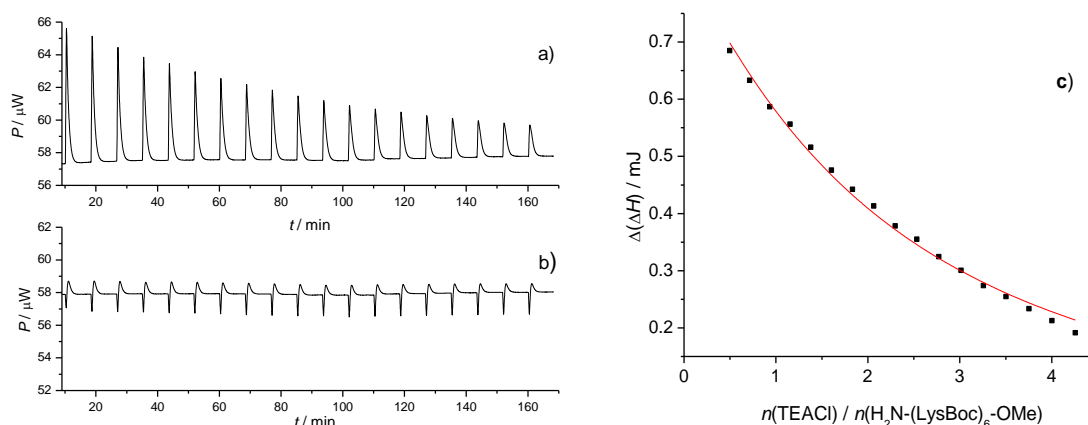 66
64
62
60
58
56
P / μW
a)
20 40 60 80 100 120 140 160
t / min
62
60
58
56
54
52
P / μW
b)
20 40 60 80 100 120 140 160
t / min
c)
0.7
0.6
0.5
0.4
0.3
0.2
Δ(ΔH) / mJ
0 1 2 3 4
n(TEACl) / n(H₂N-(LysBoc)₆-OMe)